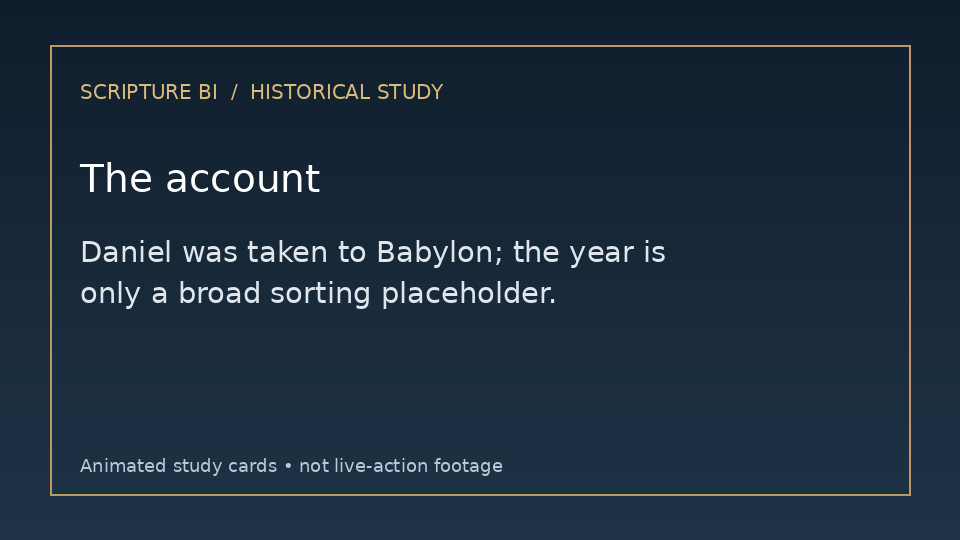 SCRIPTURE BI / HISTORICAL STUDY
The account
Daniel was taken to Babylon; the year is
only a broad sorting placeholder.
Animated study cards • not live-action footage